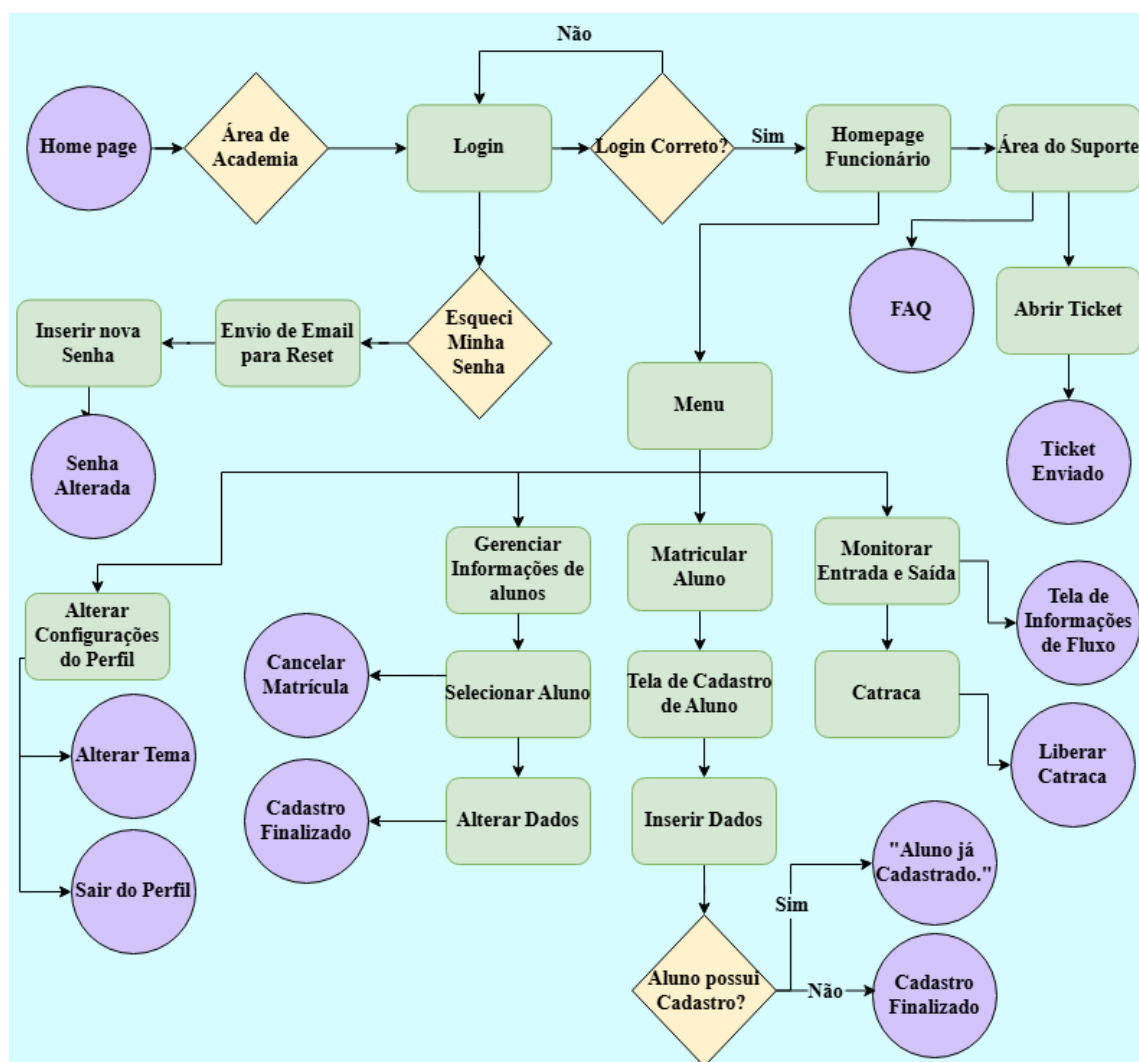 Não
Home page
Área de
Academia
Login
Login Correto?
Sim
Homepage
Funcionário
Área do Suporte
Inserir nova
Senha
Envio de Email
para Reset
Esqueci
Minha
Senha
FAQ
Abrir Ticket
Menu
Senha
Alterada
Ticket
Enviado
Gerenciar
Informações de
alunos
Matricular
Aluno
Monitorar
Entrada e Saída
Alterar
Configurações
do Perfil
Tela de
Informações
de Fluxo
Cancelar
Matrícula
Selecionar Aluno
Tela de Cadastro
de Aluno
Catraca
Alterar Tema
Liberar
Catraca
Cadastro
Finalizado
Alterar Dados
Inserir Dados
"Aluno já
Cadastrado."
Sair do Perfil
Sim
Aluno possui
Cadastro?
Não
Cadastro
Finalizado